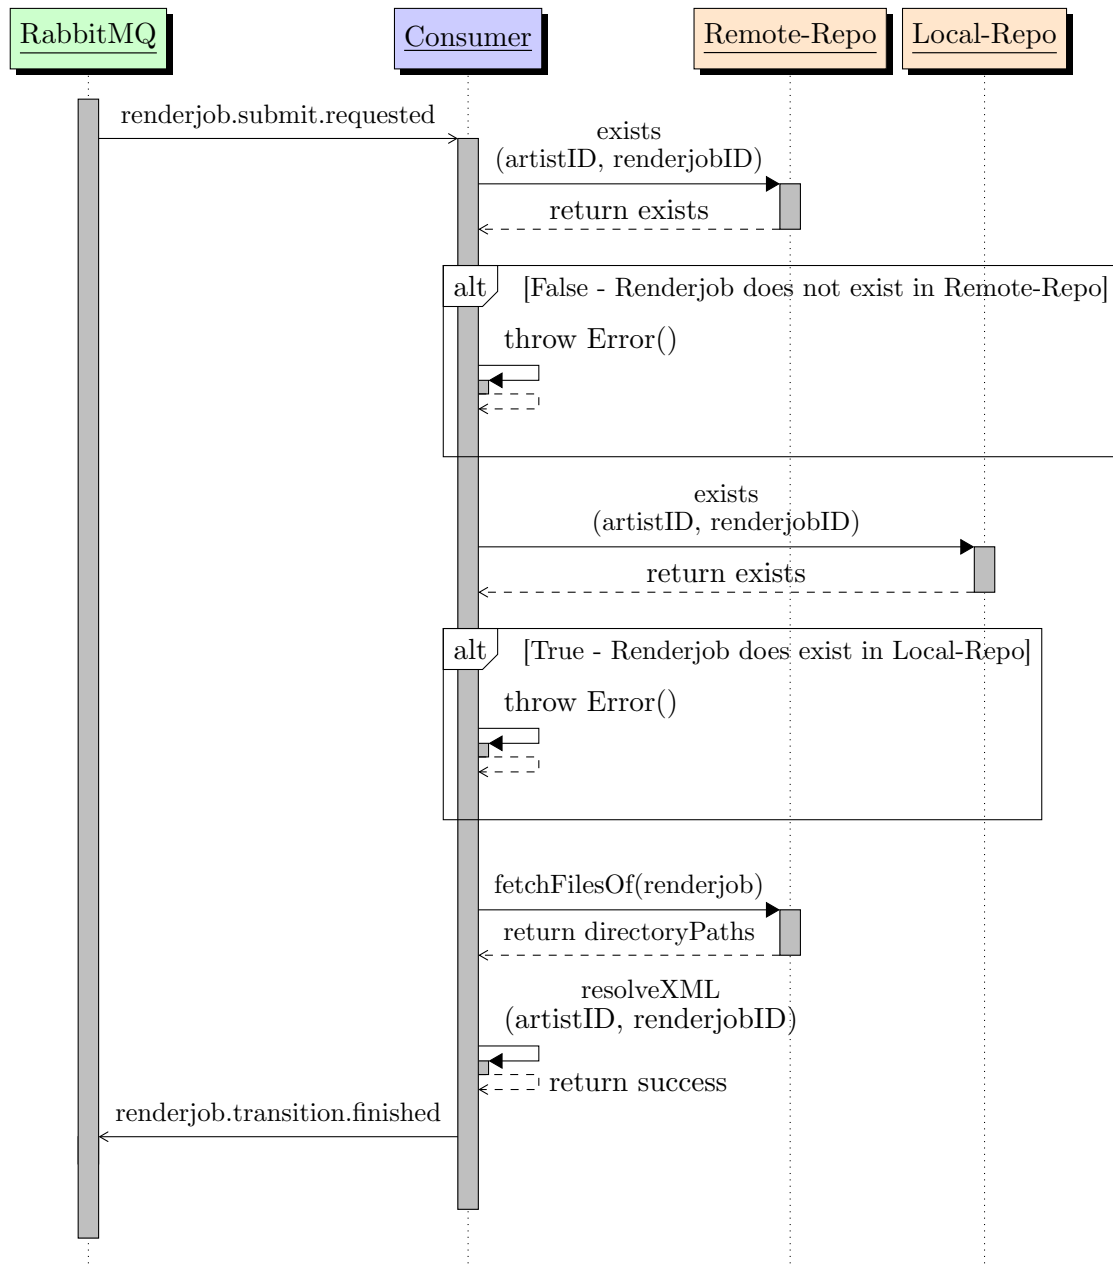 RabbitMQ
Consumer
Remote-Repo
Local-Repo
renderjob.submit.requested
exists
(artistID, renderjobID)
return exists
alt
[False - Renderjob does not exist in Remote-Repo]
throw Error()
exists
(artistID, renderjobID)
return exists
alt
[True - Renderjob does exist in Local-Repo]
throw Error()
fetchFilesOf(renderjob)
return directoryPaths
resolveXML
(artistID, renderjobID)
return success
renderjob.transition.finished